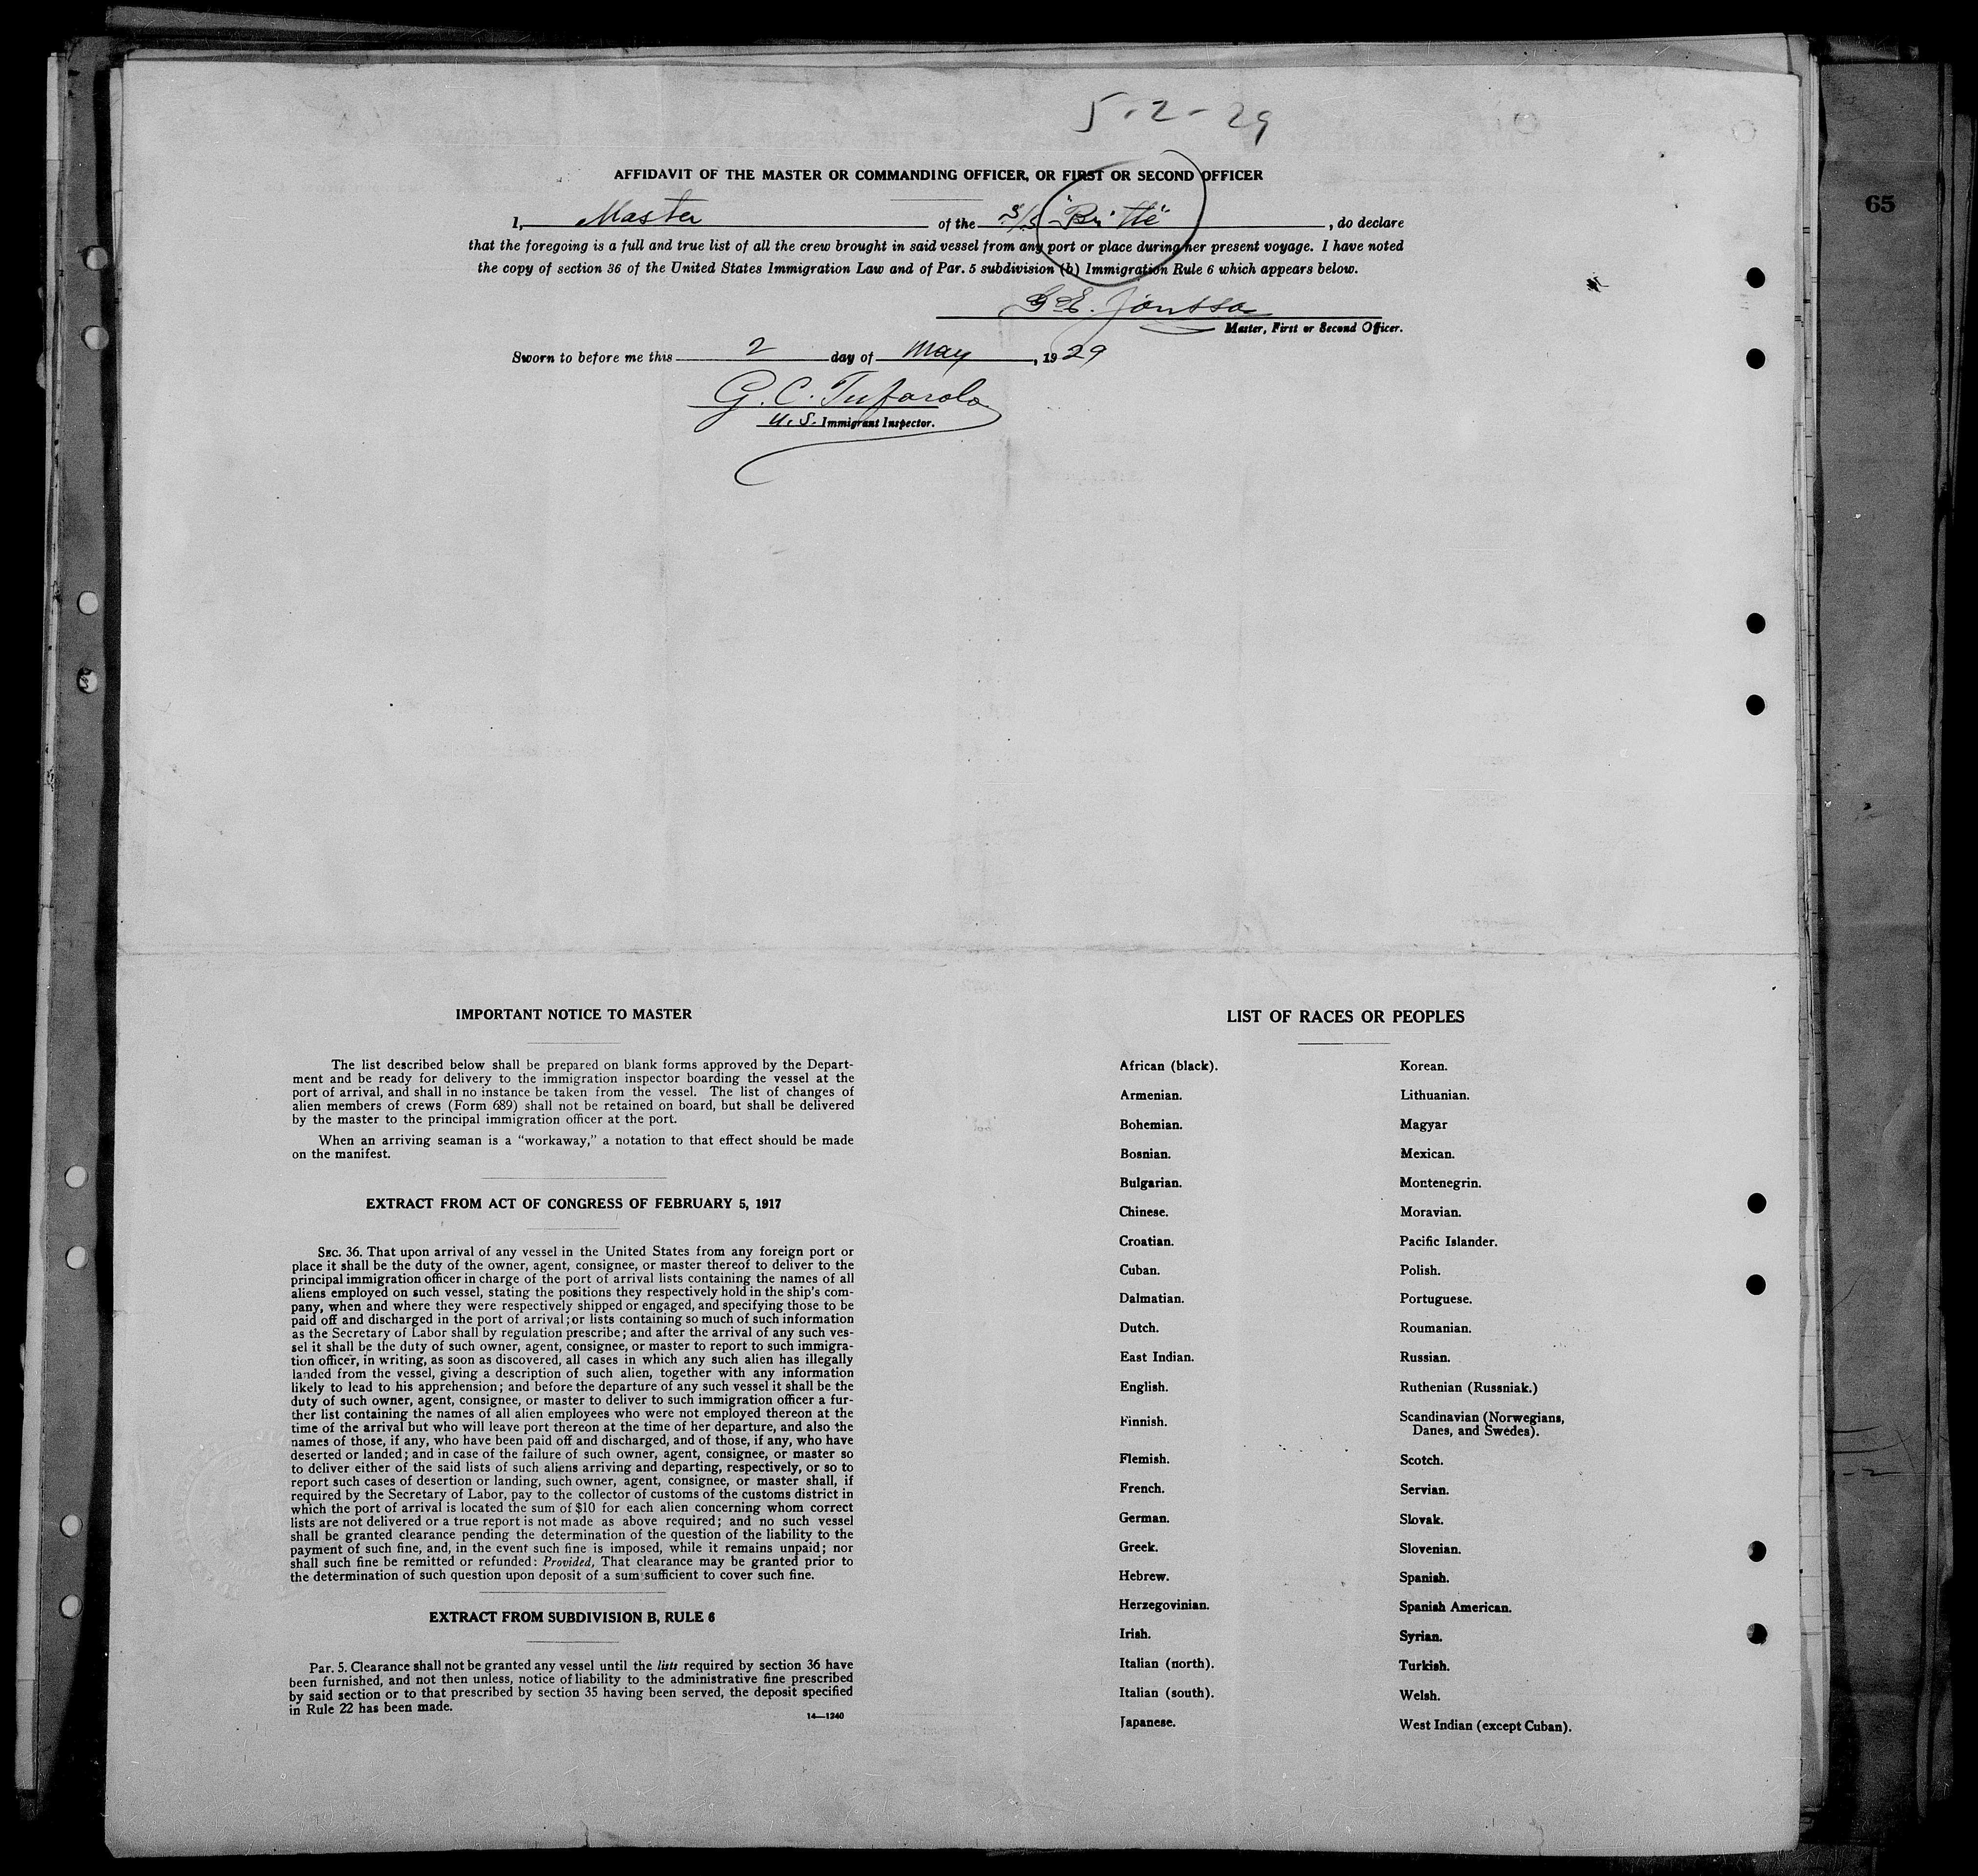 5-2-29
AFFIDAVIT OF THE MASTER OR COMMANDING OFFICER, OR FIRST OR SECOND OFFICER
I, Master of the S/S , do declare
that the foregoing is a full and true list of all the crew brought in said vessel from any port or place during her present voyage. I have noted
the copy of section 36 of the United States Immigration Law and of Par. 5 subdivision (b) Immigration Rule 6 which appears below.
Master, First or Second Officer.
Sworn to before me this 2 day of May, 1929
G. C. Tufarolo
U.S. Immigrant Inspector.
65
IMPORTANT NOTICE TO MASTER
The list described below shall be prepared on blank forms approved by the Depart-
ment and be ready for delivery to the immigration inspector boarding the vessel at the
port of arrival, and shall in no instance be taken from the vessel. The list of changes of
alien members of crews (Form 689) shall not be retained on board, but shall be delivered
by the master to the principal immigration officer at the port.
When an arriving seaman is a “workaway,” a notation to that effect should be made
on the manifest.
EXTRACT FROM ACT OF CONGRESS OF FEBRUARY 5, 1917
SEC. 36. That upon arrival of any vessel in the United States from any foreign port or
place it shall be the duty of the owner, agent, consignee, or master thereof to deliver to the
principal immigration officer in charge of the port of arrival lists containing the names of all
aliens employed on such vessel, stating the positions they respectively hold in the ship's com-
pany, when and where they were respectively shipped or engaged, and specifying those to be
paid off and discharged in the port of arrival; or lists containing so much of such information
as the Secretary of Labor shall by regulation prescribe; and after the arrival of any such ves-
sel it shall be the duty of such owner, agent, consignee, or master to report to such immigra-
tion officer, in writing, as soon as discovered, all cases in which any such alien has illegally
landed from the vessel, giving a description of such alien, together with any information
likely to lead to his apprehension; and before the departure of any such vessel it shall be the
duty of such owner, agent, consignee, or master to deliver to such immigration officer a fur-
ther list containing the names of all alien employees who were not employed thereon at the
time of the arrival but who will leave port thereon at the time of her departure, and also the
names of those, if any, who have been paid off and discharged, and of those, if any, who have
deserted or landed; and in case of the failure of such owner, agent, consignee, or master so
to deliver either of the said lists of such aliens arriving and departing, respectively, or so to
report such cases of desertion or landing, such owner, agent, consignee, or master shall, if
required by the Secretary of Labor, pay to the collector of customs of the customs district in
which the port of arrival is located the sum of $10 for each alien concerning whom correct
lists are not delivered or a true report is not made as above required; and no such vessel
shall be granted clearance pending the determination of the question of the liability to the
payment of such fine, and, in the event such fine is imposed, while it remains unpaid; nor
shall such fine be remitted or refunded: Provided, That clearance may be granted prior to
the determination of such question upon deposit of a sum sufficient to cover such fine.
EXTRACT FROM SUBDIVISION B, RULE 6
Par. 5. Clearance shall not be granted any vessel until the lists required by section 36 have
been furnished, and not then unless, notice of liability to the administrative fine prescribed
by said section or to that prescribed by section 35 having been served, the deposit specified
in Rule 22 has been made.
14—1240
LIST OF RACES OR PEOPLES
African (black).
Armenian.
Bohemian.
Bosnian.
Bulgarian.
Chinese.
Croatian.
Cuban.
Dalmatian.
Dutch.
East Indian.
English.
Finnish.
Flemish.
French.
German.
Greek.
Hebrew.
Herzegovinian.
Irish.
Italian (north).
Italian (south).
Japanese.
Korean.
Lithuanian.
Magyar
Mexican.
Montenegrin.
Moravian.
Pacific Islander.
Polish.
Portuguese.
Roumanian.
Russian.
Ruthenian (Russniak.)
Scandinavian (Norwegians,
Danes, and Swedes).
Scotch.
Servian.
Slovak.
Slovenian.
Spanish.
Spanish American.
Syrian.
Turkish.
Welsh.
West Indian (except Cuban).